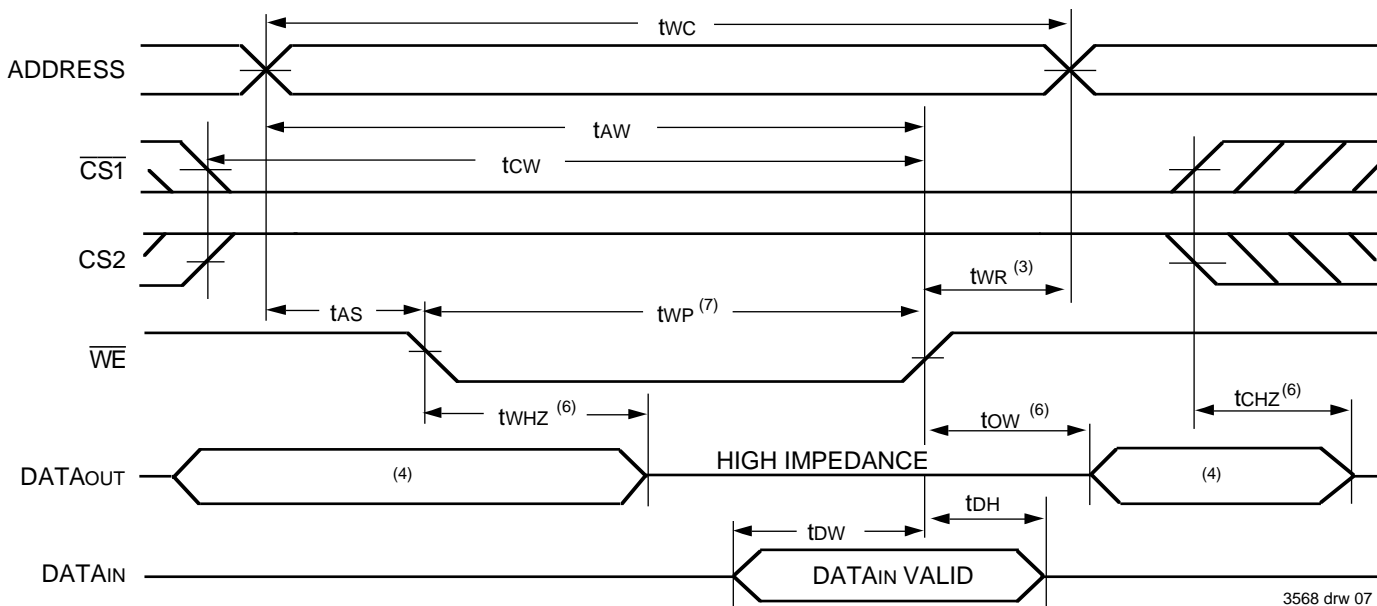 tWC
ADDRESS
tAW
CS1
tCW
CS2
tWR (3)
tAS
tWP (7)
WE
tWHZ (6)
tOW (6)
tCHZ (6)
DATAOUT
(4)
HIGH IMPEDANCE
(4)
tDW
tDH
DATAIN
DATAIN VALID
3568 drw 07